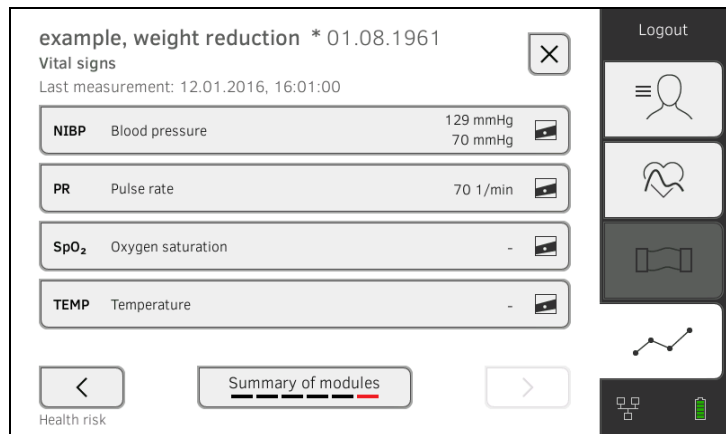 example, weight reduction * 01.08.1961
Logout
Vital signs
Last measurement: 12.01.2016, 16:01:00
NIBP Blood pressure 129 mmHg
70 mmHg
PR Pulse rate 70 1/min
SpO₂ Oxygen saturation -
TEMP Temperature -
Summary of modules
Health risk